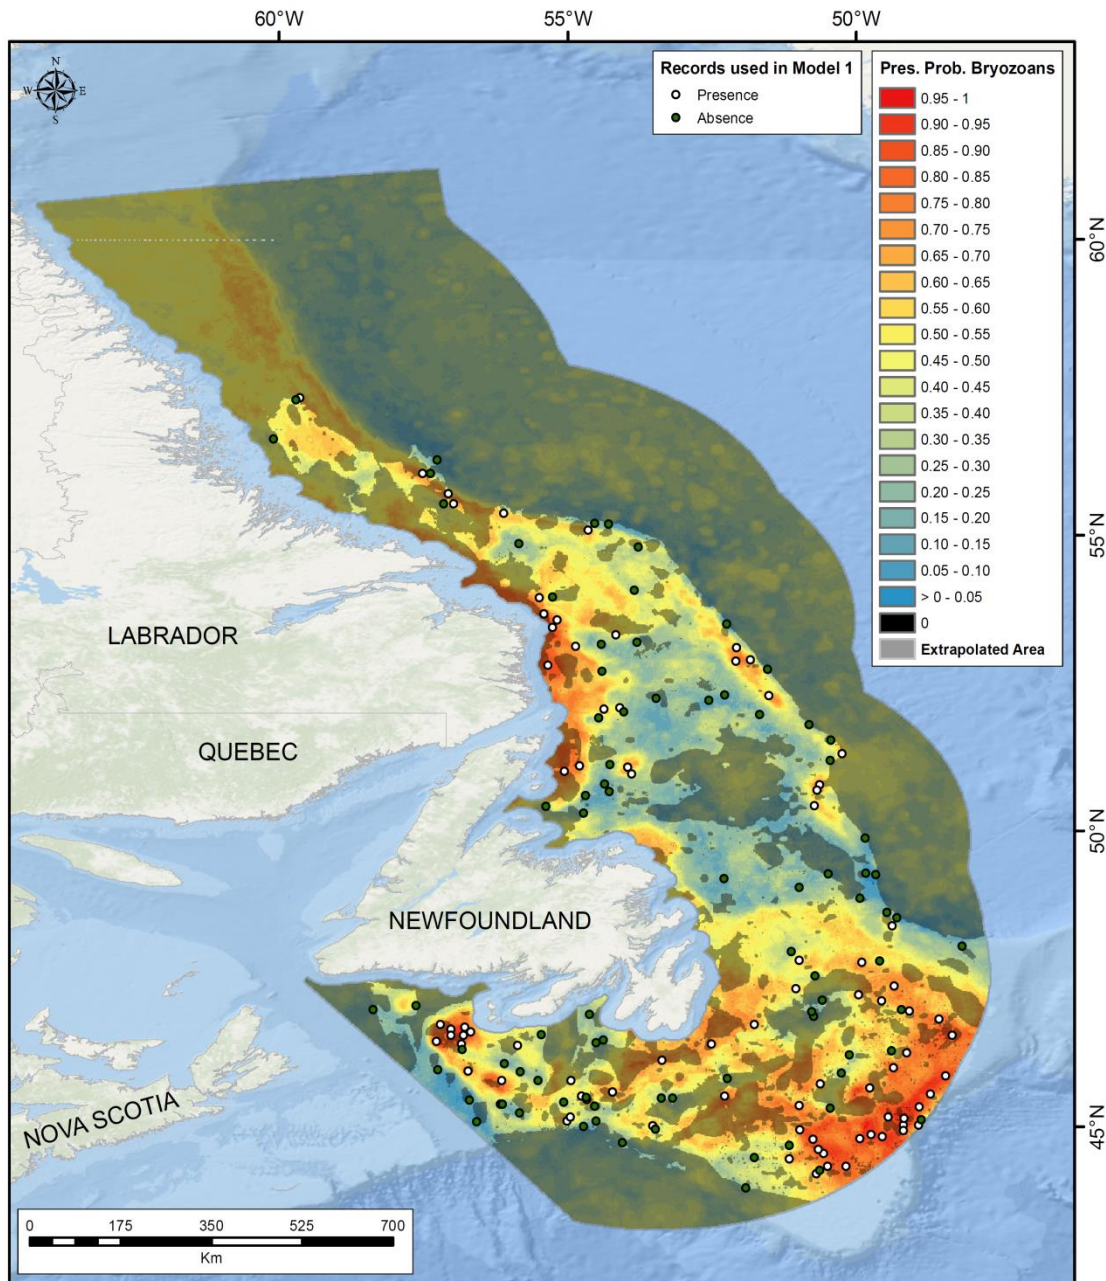 60°W
55°W
50°W
N
W
E
S
Records used in Model 1
Presence
Absence
Pres. Prob. Bryozoans
0.95 - 1
0.90 - 0.95
0.85 - 0.90
0.80 - 0.85
0.75 - 0.80
0.70 - 0.75
0.65 - 0.70
0.60 - 0.65
0.55 - 0.60
0.50 - 0.55
0.45 - 0.50
0.40 - 0.45
0.35 - 0.40
0.30 - 0.35
0.25 - 0.30
0.20 - 0.25
0.15 - 0.20
0.10 - 0.15
0.05 - 0.10
> 0 - 0.05
0
Extrapolated Area
60°N
55°N
50°N
45°N
LABRADOR
QUEBEC
NEWFOUNDLAND
NOVA SCOTIA
0 175 350 525 700
Km